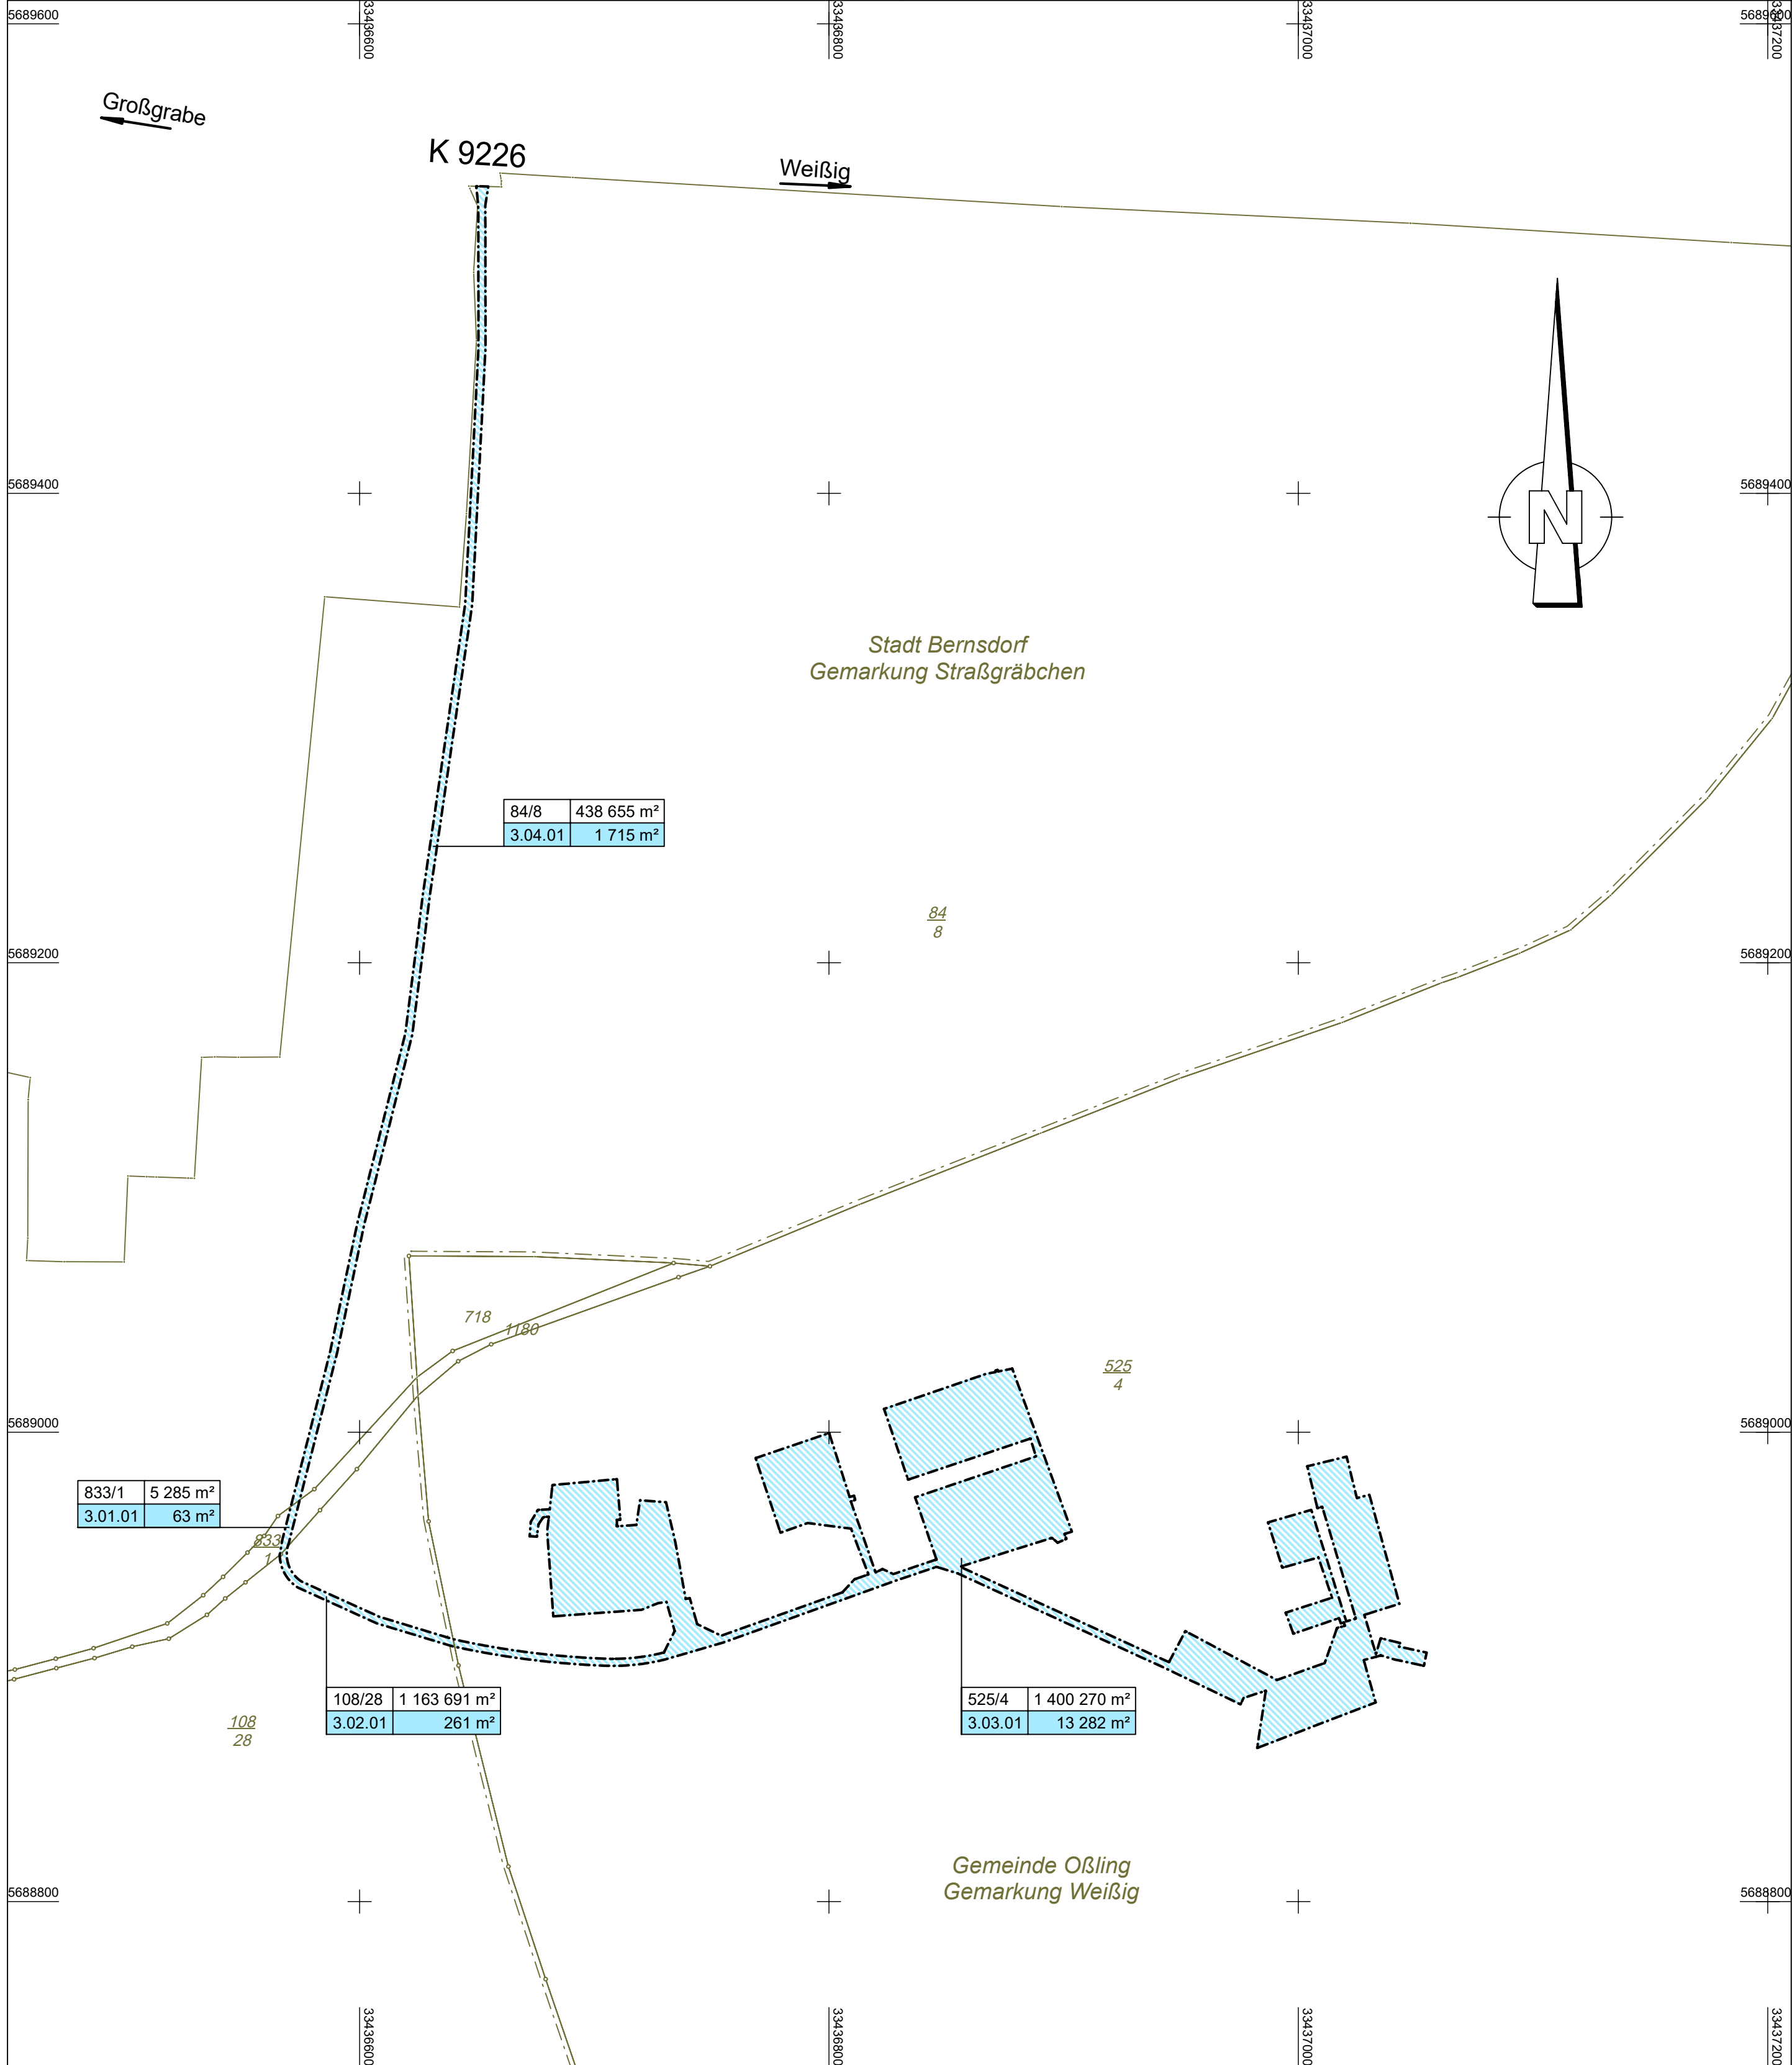 5689600
33436600
33436800
33437000
33437200
5689600
Großgrabe
K 9226
Weißig
5689400
5689400
N
Stadt Bernsdorf
Gemarkung Straßgräbchen
84/8 438 655 m²
3.04.01 1 715 m²
84
8
5689200
5689200
718
1180
525
4
5689000
5689000
833/1 5 285 m²
3.01.01 63 m²
833
1
108/28 1 163 691 m²
3.02.01 261 m²
525/4 1 400 270 m²
3.03.01 13 282 m²
108
28
Gemeinde Oßling
Gemarkung Weißig
5688800
5688800
33436600
33436800
33437000
33437200